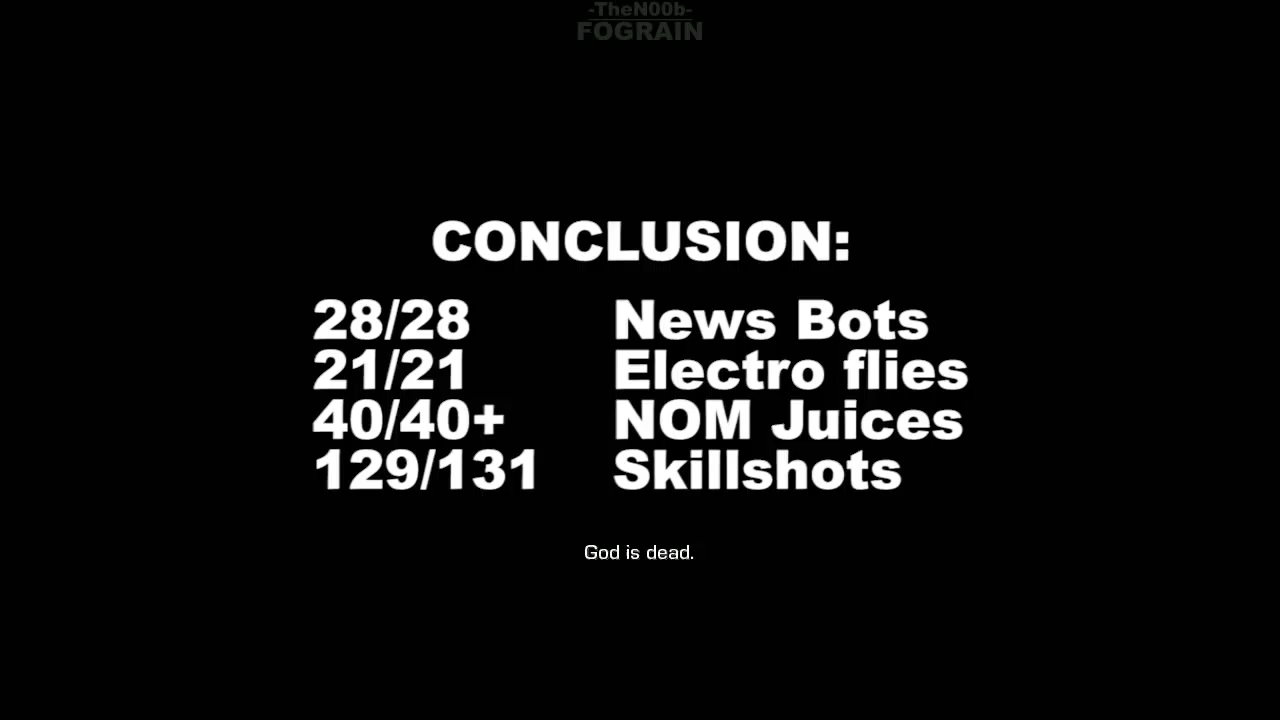 -TheN00b-
FOGRAIN
CONCLUSION:
28/28 News Bots
21/21 Electro flies
40/40+ NOM Juices
129/131 Skillshots
God is dead.